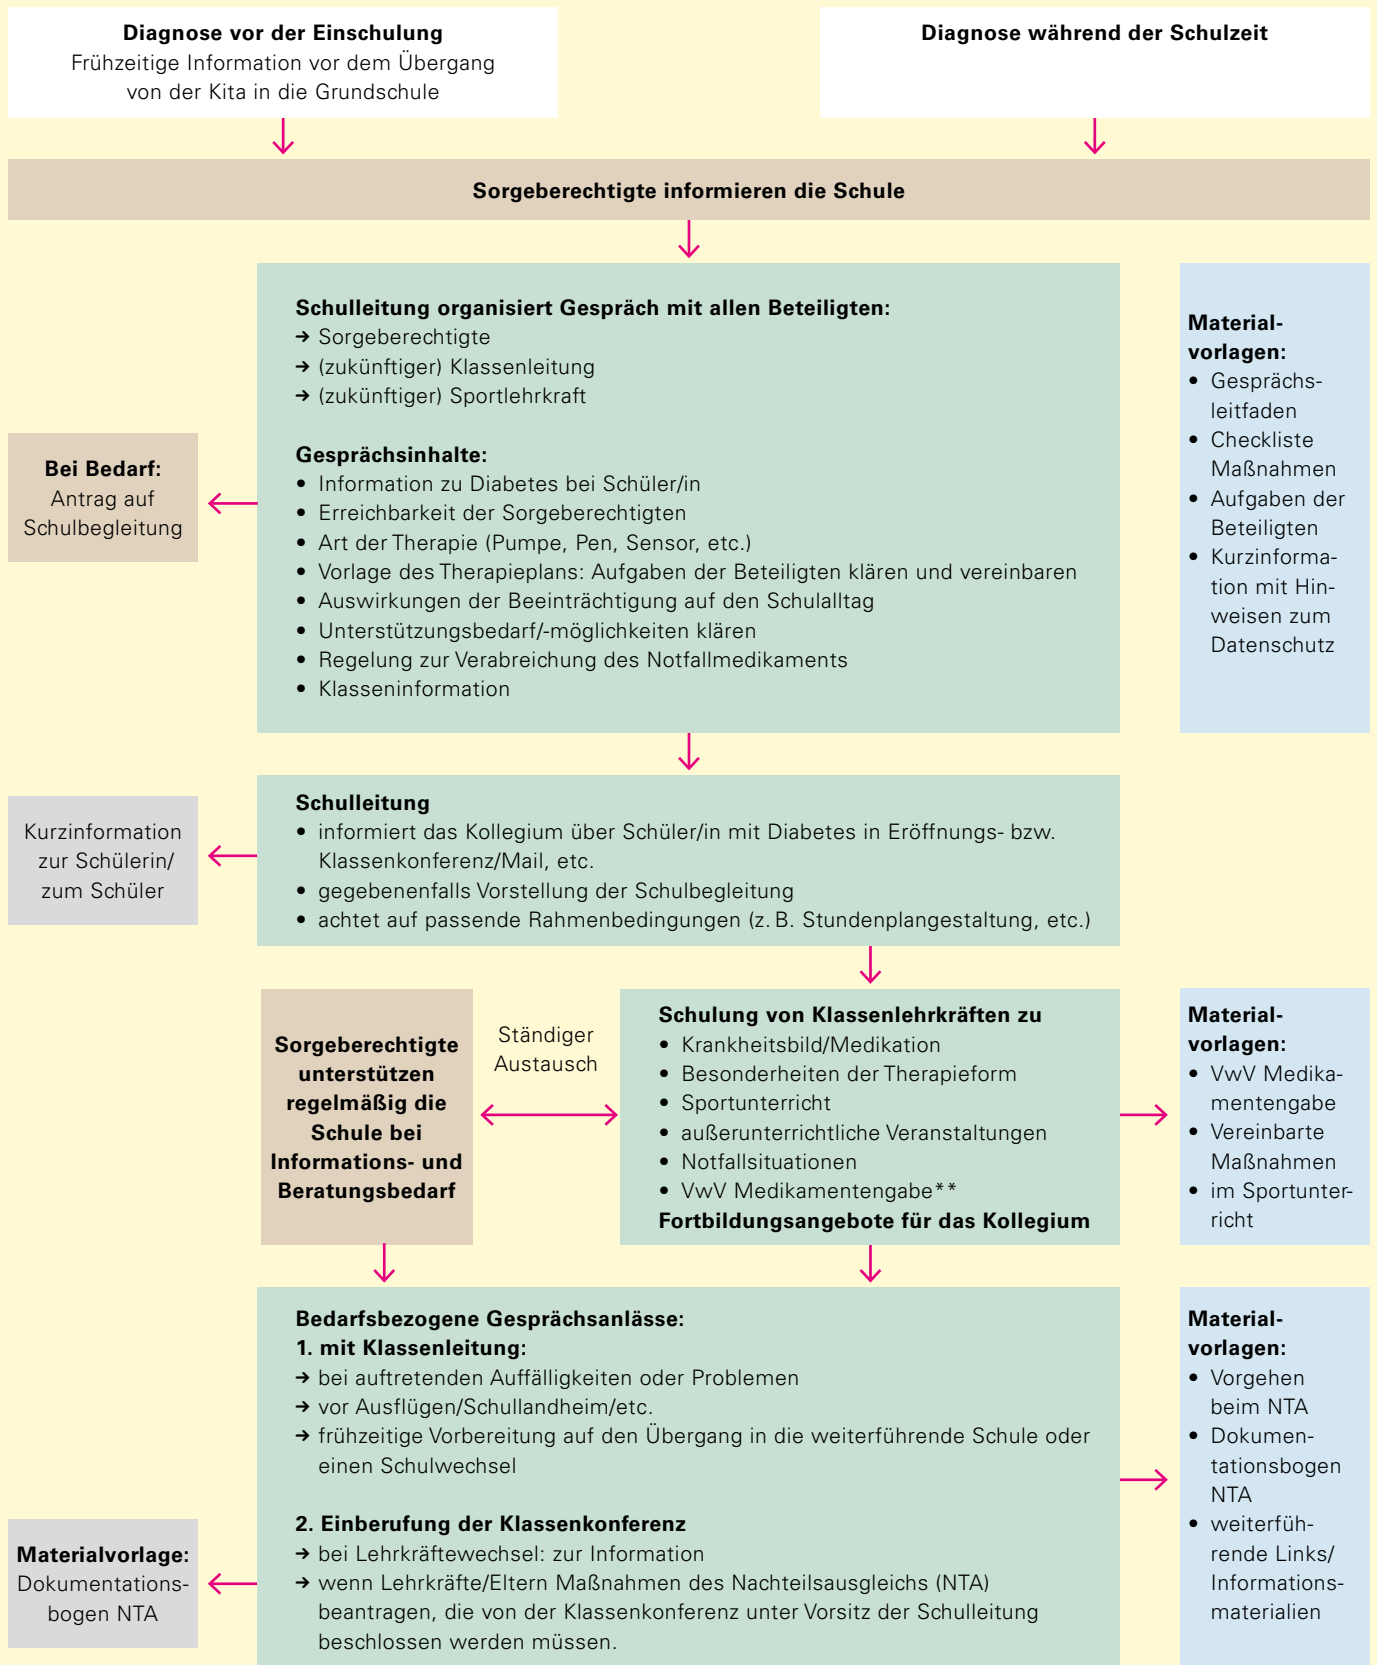 Diagnose vor der Einschulung
Frühzeitige Information vor dem Übergang
von der Kita in die Grundschule
Diagnose während der Schulzeit
Sorgeberechtigte informieren die Schule
Schulleitung organisiert Gespräch mit allen Beteiligten:
→ Sorgeberechtigte
→ (zukünftiger) Klassenleitung
→ (zukünftiger) Sportlehrkraft
Gesprächsinhalte:
• Information zu Diabetes bei Schüler/in
• Erreichbarkeit der Sorgeberechtigten
• Art der Therapie (Pumpe, Pen, Sensor, etc.)
• Vorlage des Therapieplans: Aufgaben der Beteiligten klären und vereinbaren
• Auswirkungen der Beeinträchtigung auf den Schulalltag
• Unterstützungsbedarf/-möglichkeiten klären
• Regelung zur Verabreichung des Notfallmedikaments
• Klasseninformation
Bei Bedarf:
Antrag auf
Schulbegleitung
Material-
vorlagen:
• Gesprächs-
leitfaden
• Checkliste
Maßnahmen
• Aufgaben der
Beteiligten
• Kurzinforma-
tion mit Hin-
weisen zum
Datenschutz
Schulleitung
• informiert das Kollegium über Schüler/in mit Diabetes in Eröffnungs- bzw.
Klassenkonferenz/Mail, etc.
• gegebenenfalls Vorstellung der Schulbegleitung
• achtet auf passende Rahmenbedingungen (z. B. Stundenplangestaltung, etc.)
Kurzinformation
zur Schülerin/
zum Schüler
Sorgeberechtigte
unterstützen
regelmäßig die
Schule bei
Informations- und
Beratungsbedarf
Ständiger
Austausch
Schulung von Klassenlehrkräften zu
• Krankheitsbild/Medikation
• Besonderheiten der Therapieform
• Sportunterricht
• außerunterrichtliche Veranstaltungen
• Notfallsituationen
• VwV Medikamentengabe**
Fortbildungsangebote für das Kollegium
Material-
vorlagen:
• VwV Medika-
mentengabe
• Vereinbarte
Maßnahmen
• im Sportunter-
richt
Bedarfsbezogene Gesprächsanlässe:
1. mit Klassenleitung:
→ bei auftretenden Auffälligkeiten oder Problemen
→ vor Ausflügen/Schullandheim/etc.
→ frühzeitige Vorbereitung auf den Übergang in die weiterführende Schule oder
einen Schulwechsel
2. Einberufung der Klassenkonferenz
→ bei Lehrkräftewechsel: zur Information
→ wenn Lehrkräfte/Eltern Maßnahmen des Nachteilsausgleichs (NTA)
beantragen, die von der Klassenkonferenz unter Vorsitz der Schulleitung
beschlossen werden müssen.
Materialvorlage:
Dokumentations-
bogen NTA
Material-
vorlagen:
• Vorgehen
beim NTA
• Dokumen-
tationsbogen
NTA
• weiterfüh-
rende Links/
Informations-
materialien